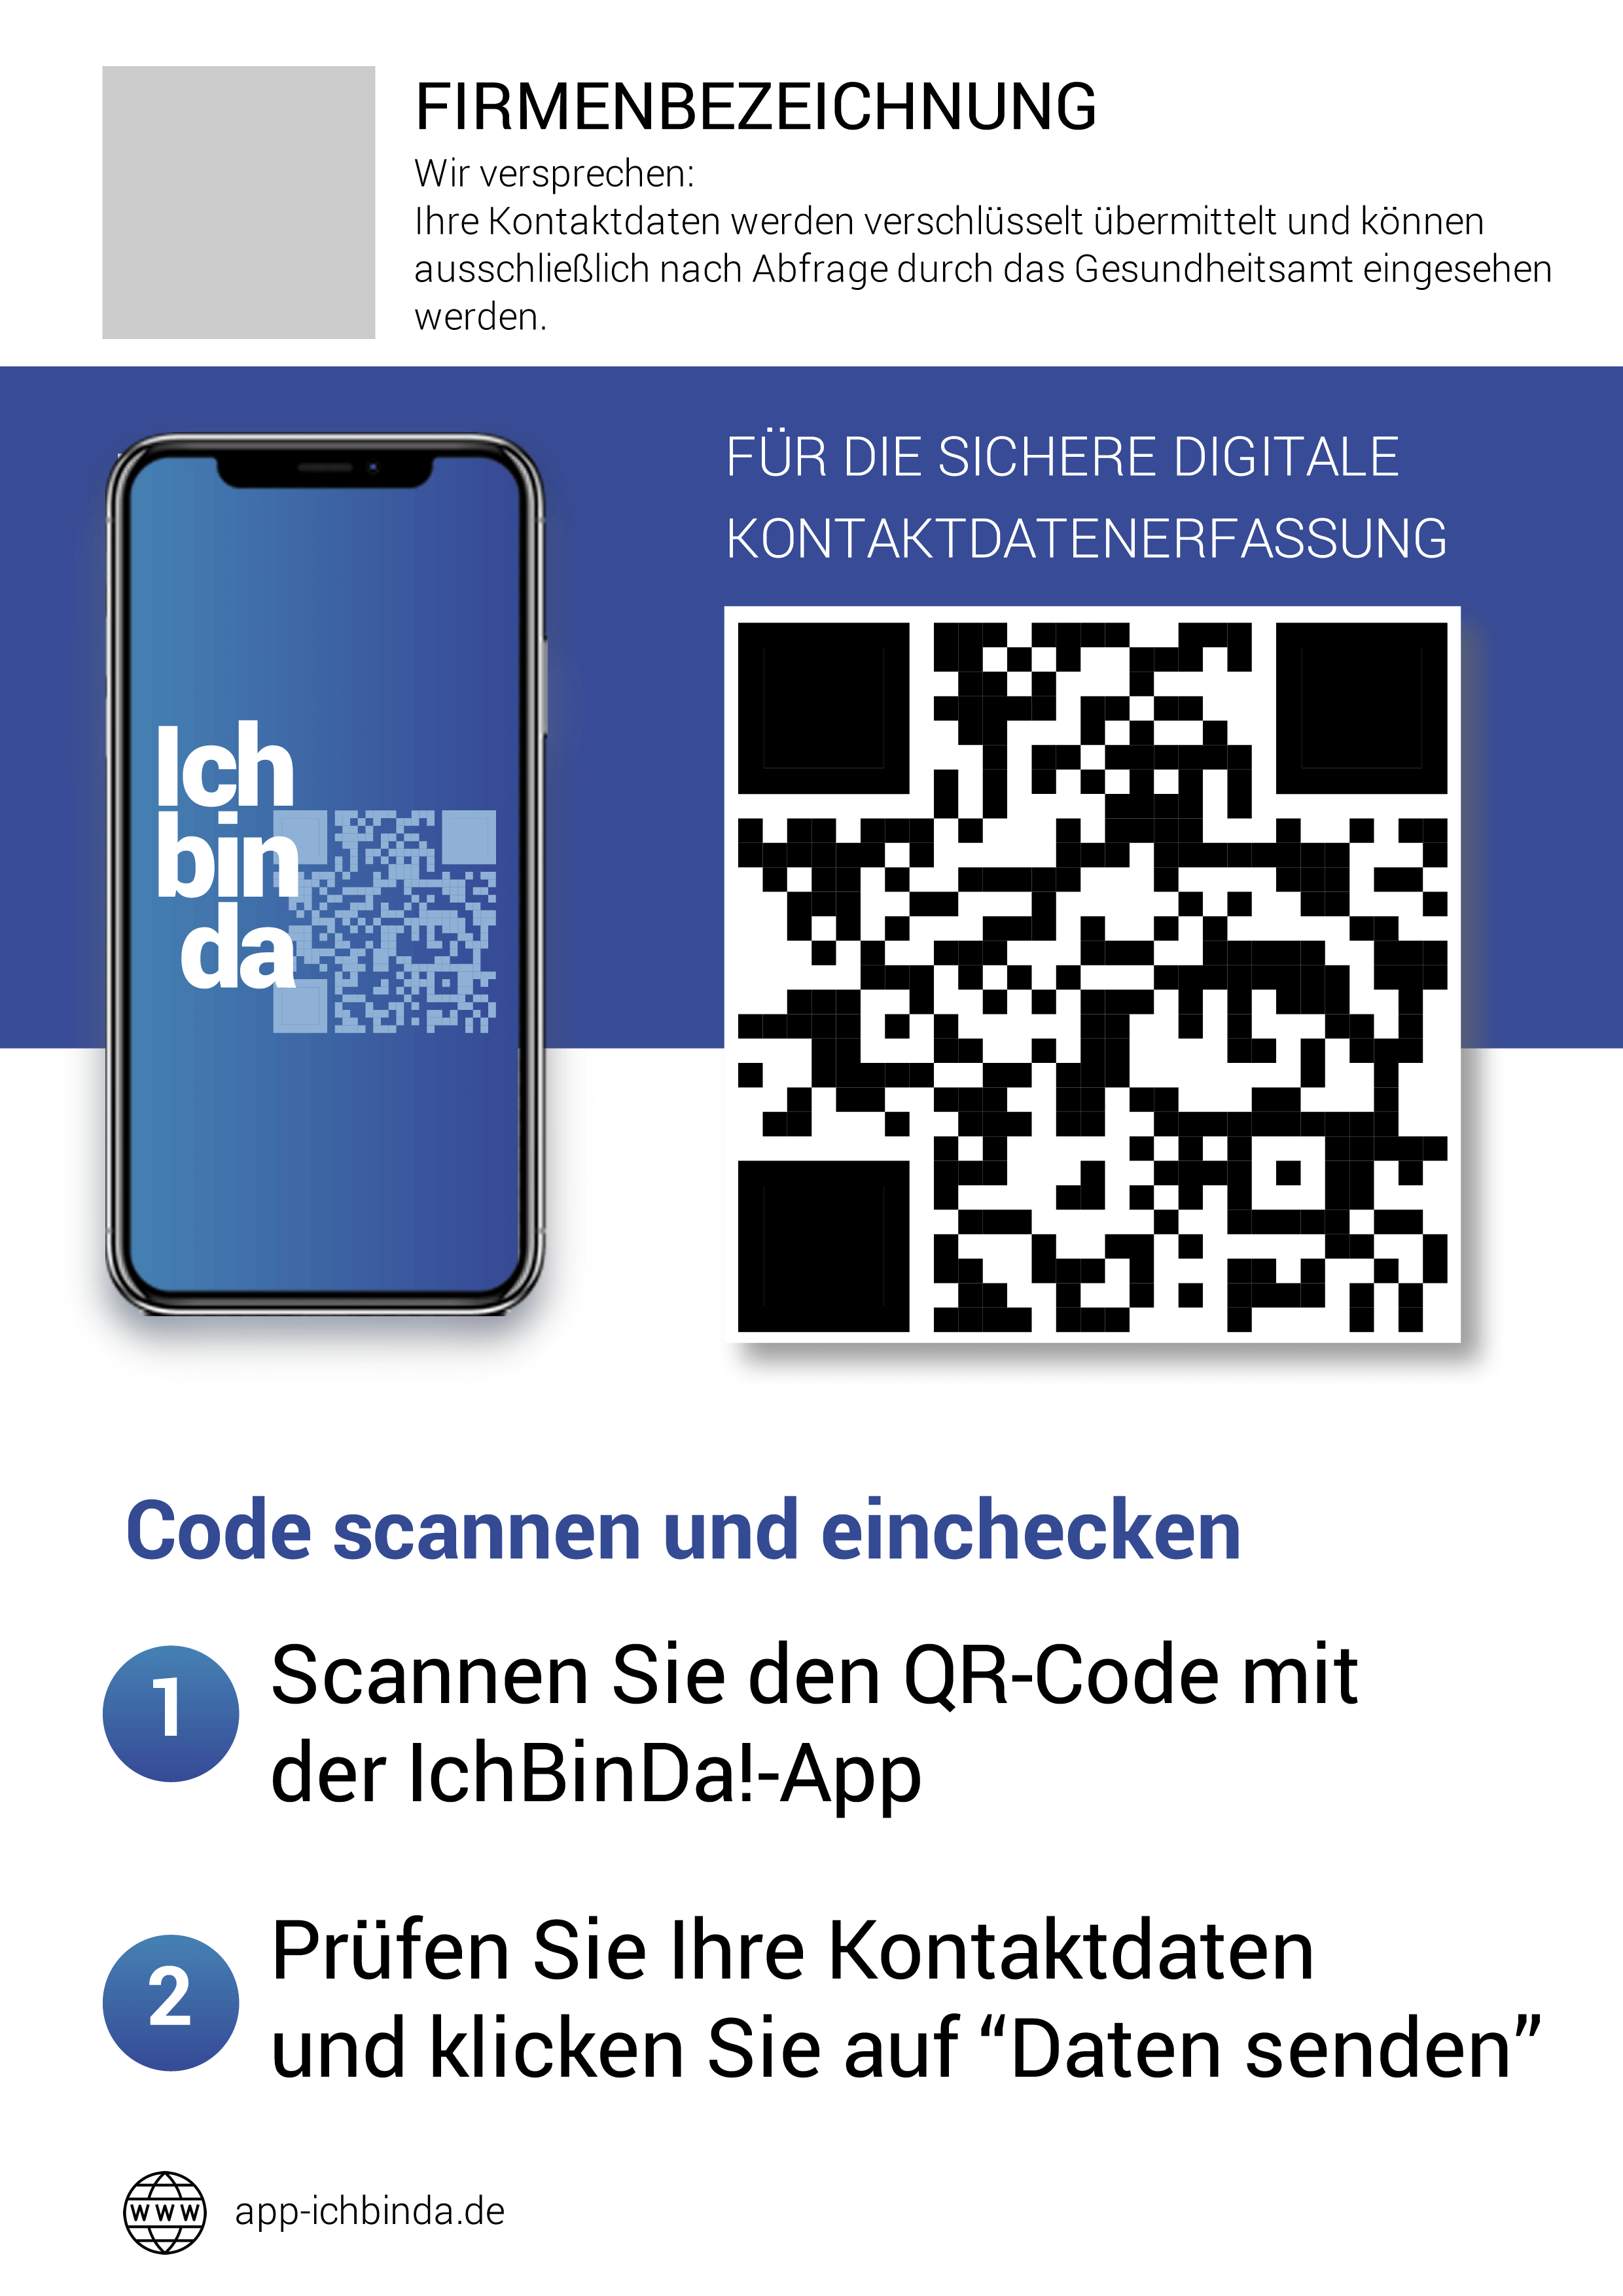 FIRMENBEZEICHNUNG
Wir versprechen:
Ihre Kontaktdaten werden verschlüsselt übermittelt und können
ausschließlich nach Abfrage durch das Gesundheitsamt eingesehen
werden.
FÜR DIE SICHERE DIGITALE
KONTAKTDATENERFASSUNG
Ich
bin
da
Code scannen und einchecken
1
Scannen Sie den QR-Code mit
der IchBinDa!-App
2
Prüfen Sie Ihre Kontaktdaten
und klicken Sie auf “Daten senden”
WWW
app-ichbinda.de